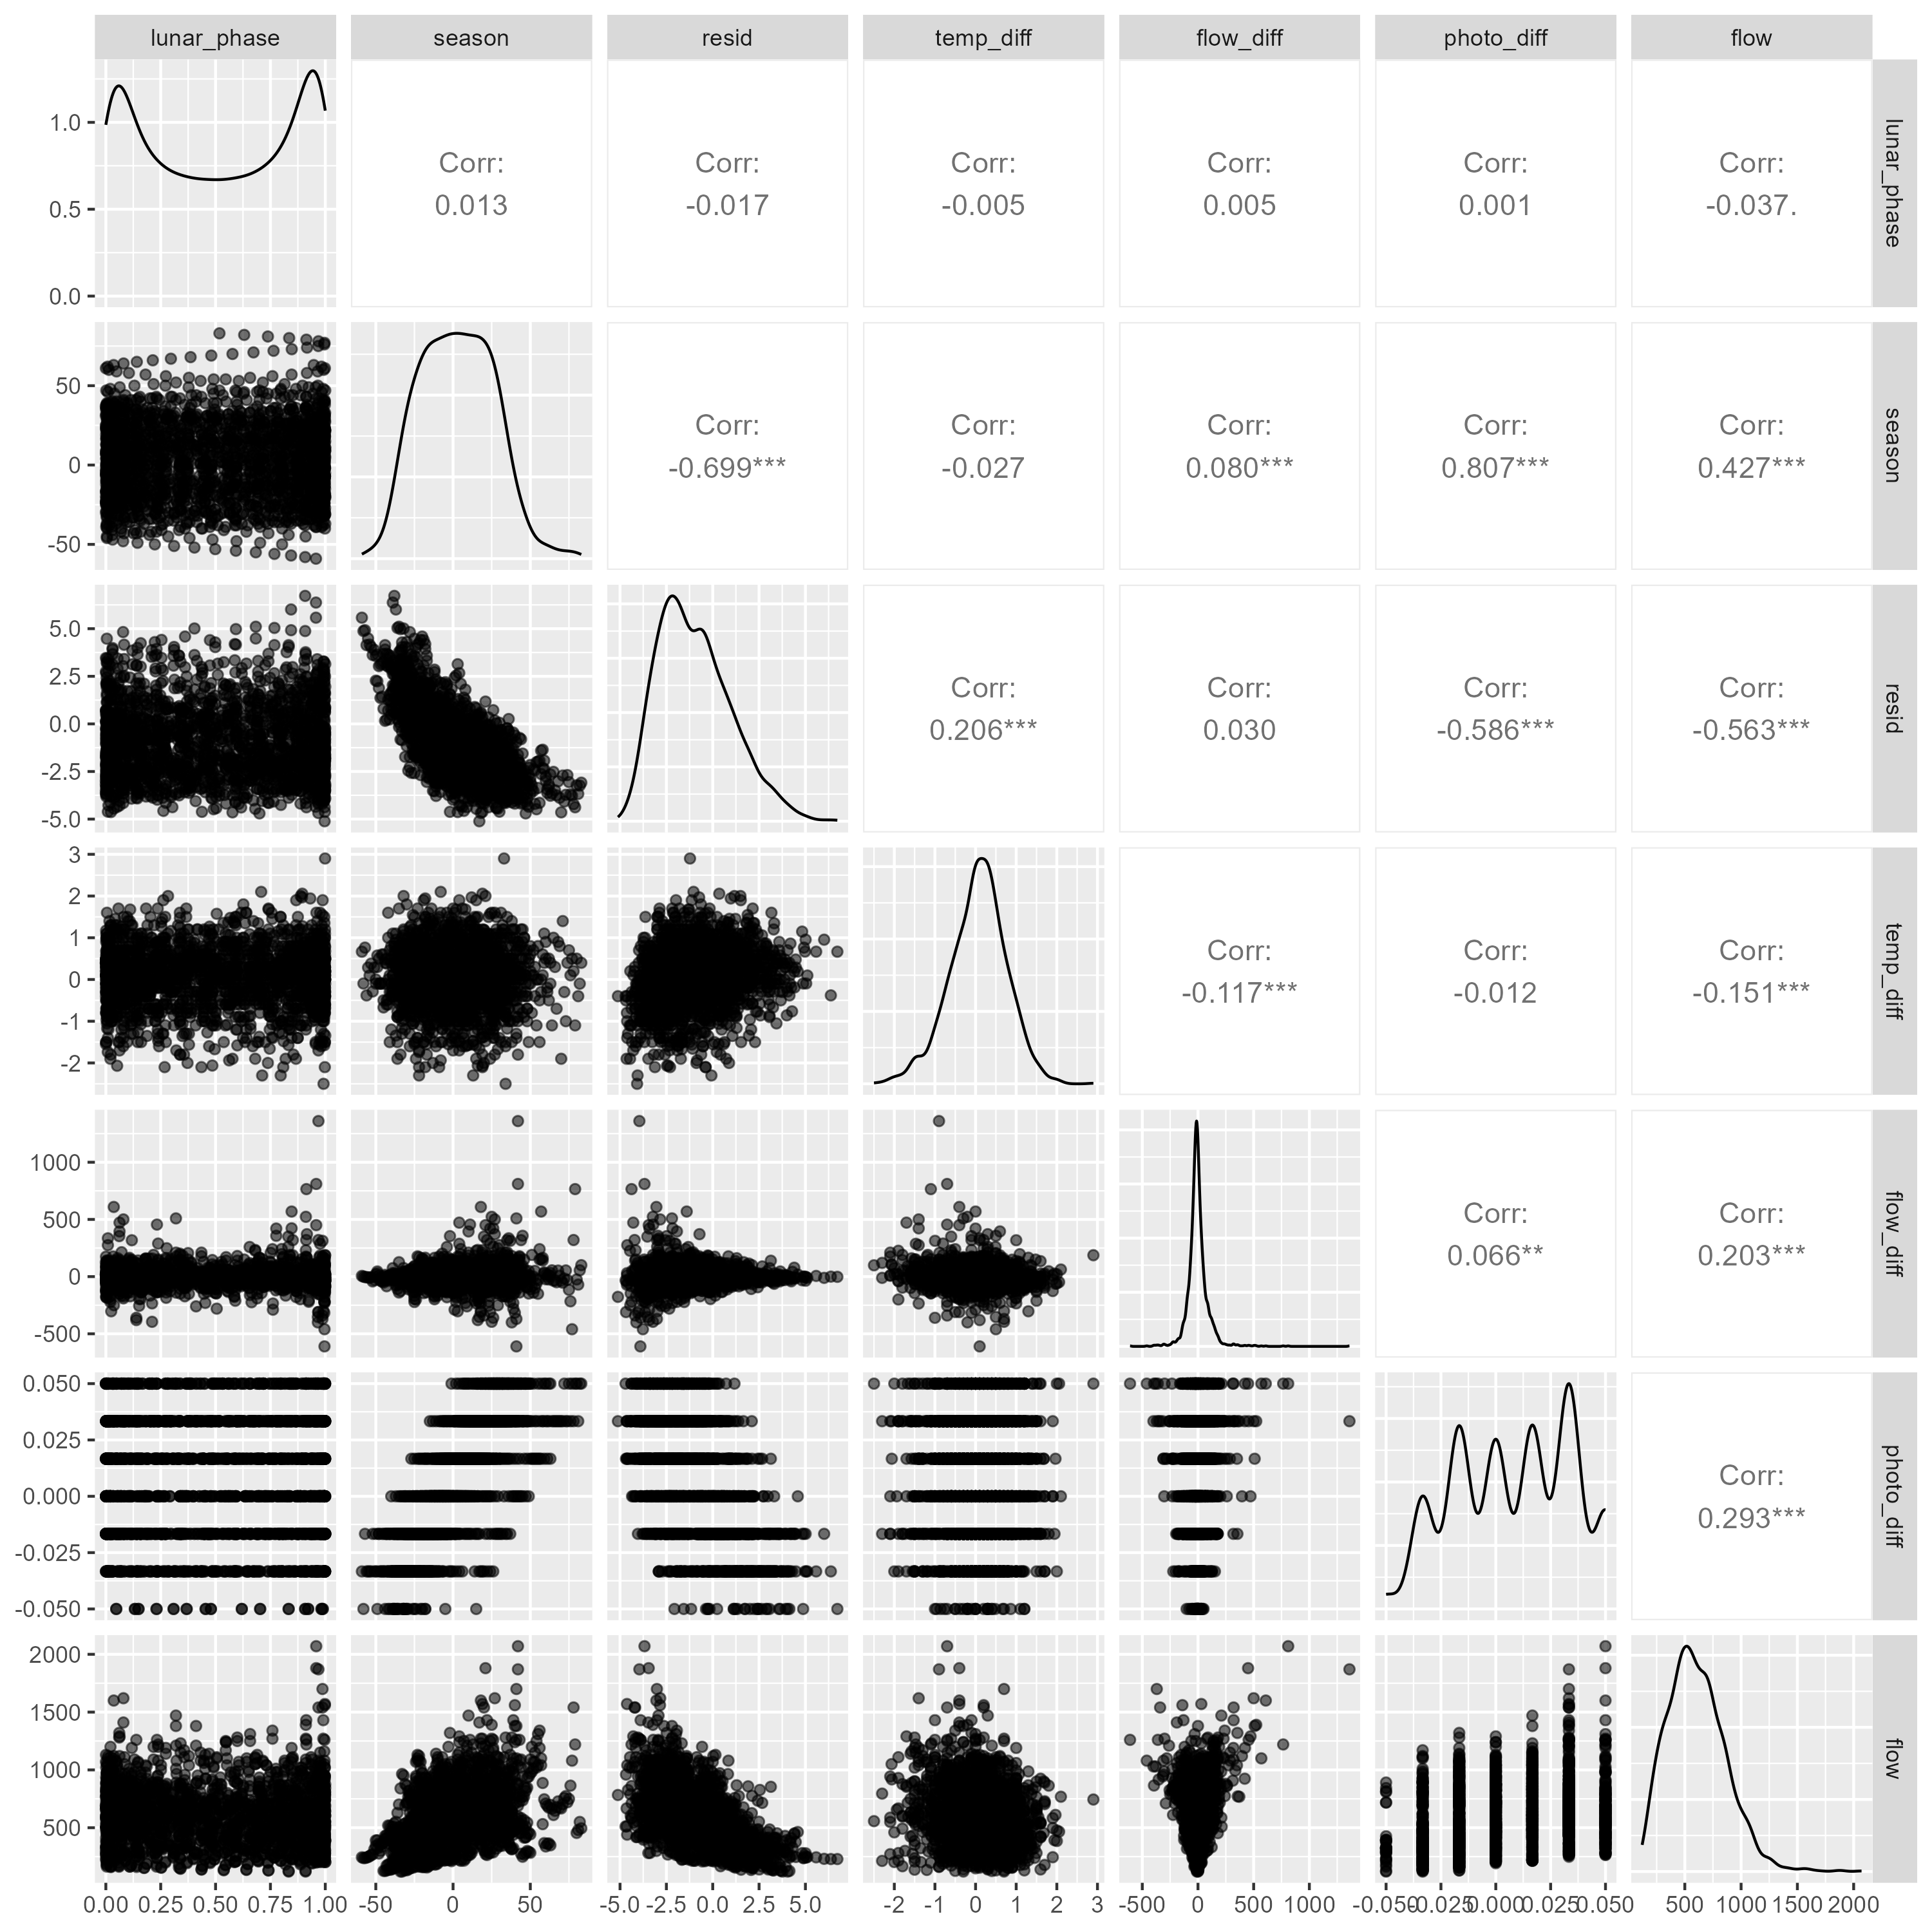 lunar_phase season resid temp_diff flow_diff photo_diff flow
1.0
0.5
0.0
Corr:
0.013
Corr:
-0.017
Corr:
-0.005
Corr:
0.005
Corr:
0.001
Corr:
-0.037.
lunar_phase
50
0
-50
Corr:
-0.699***
Corr:
-0.027
Corr:
0.080***
Corr:
0.807***
Corr:
0.427***
season
5.0
2.5
0.0
-2.5
-5.0
Corr:
0.206***
Corr:
0.030
Corr:
-0.586***
Corr:
-0.563***
resid
3
2
1
0
-1
-2
Corr:
-0.117***
Corr:
-0.012
Corr:
-0.151***
temp_diff
1000
500
0
-500
Corr:
0.066**
Corr:
0.203***
flow_diff
0.050
0.025
0.000
-0.025
-0.050
Corr:
0.293***
photo_diff
2000
1500
1000
500
flow
0.00 0.25 0.50 0.75 1.00 -50 0 50 -5.0 -2.5 0.0 2.5 5.0 -2 -1 0 1 2 3 -500 0 500 1000 -0.050 -0.025 0.000 0.025 0.050 500 1000 1500 2000